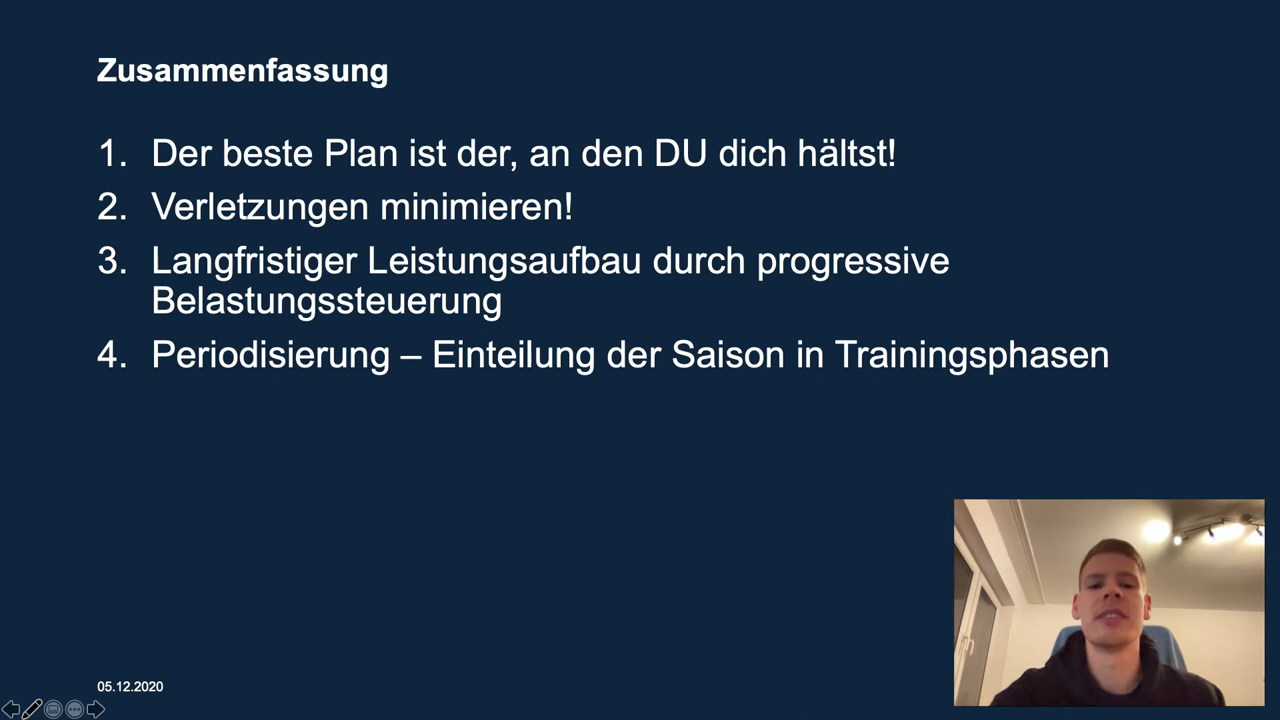 Zusammenfassung
1. Der beste Plan ist der, an den DU dich hältst!
2. Verletzungen minimieren!
3. Langfristiger Leistungsaufbau durch progressive
Belastungssteuerung
4. Periodisierung – Einteilung der Saison in Trainingsphasen
05.12.2020